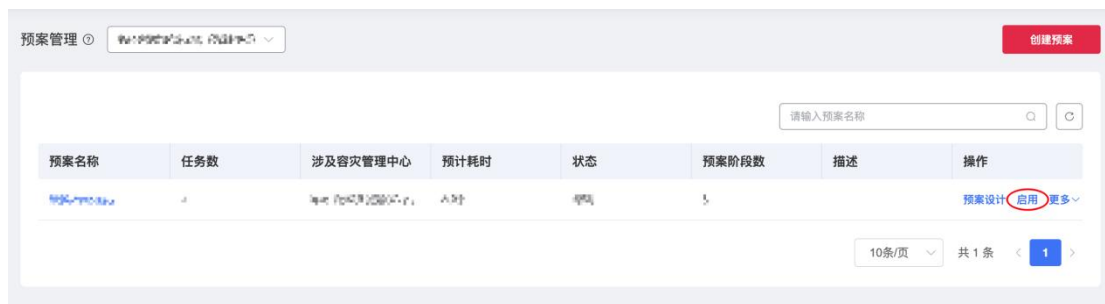 预案管理
创建预案
请输入预案名称
预案名称 任务数 涉及容灾管理中心 预计耗时 状态 预案阶段数 描述 操作
预案设计 启用 更多
10条/页 共 1 条 1